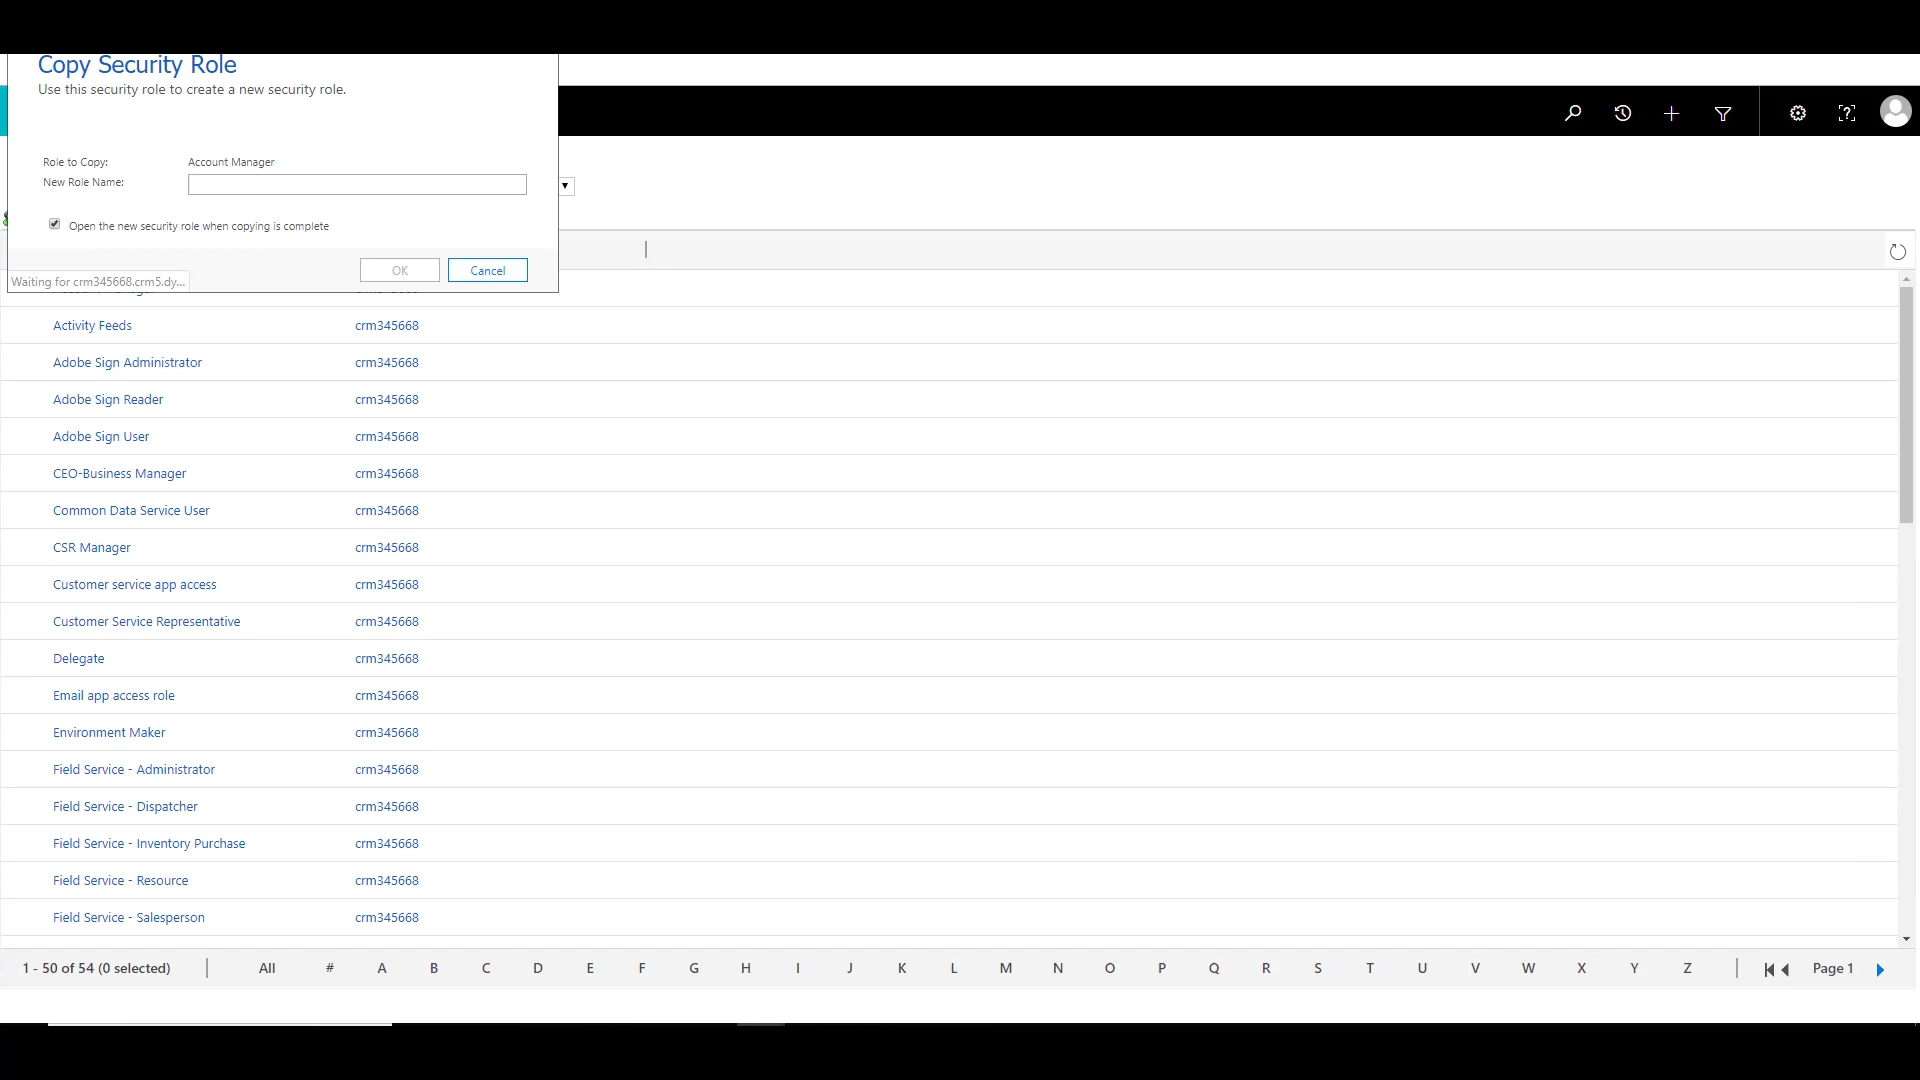 Copy Security Role
Use this security role to create a new security role.
Role to Copy: Account Manager
New Role Name:
Open the new security role when copying is complete
OK Cancel
Waiting for crm345668.crm5.dy...
Activity Feeds crm345668
Adobe Sign Administrator crm345668
Adobe Sign Reader crm345668
Adobe Sign User crm345668
CEO-Business Manager crm345668
Common Data Service User crm345668
CSR Manager crm345668
Customer service app access crm345668
Customer Service Representative crm345668
Delegate crm345668
Email app access role crm345668
Environment Maker crm345668
Field Service - Administrator crm345668
Field Service - Dispatcher crm345668
Field Service - Inventory Purchase crm345668
Field Service - Resource crm345668
Field Service - Salesperson crm345668
1 - 50 of 54 (0 selected) All # A B C D E F G H I J K L M N O P Q R S T U V W X Y Z Page 1